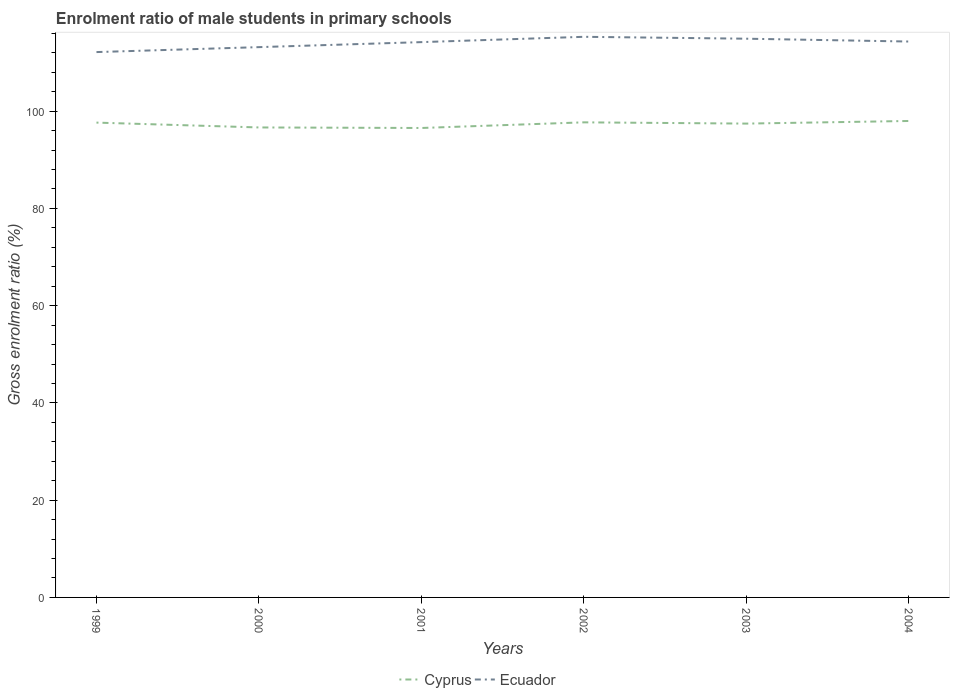 Enrolment ratio of male students in primary schools
Gross enrolment ratio (%)
100
80
60
40
20
0
1999
2000
2001
2002
2003
2004
Years
Cyprus
Ecuador